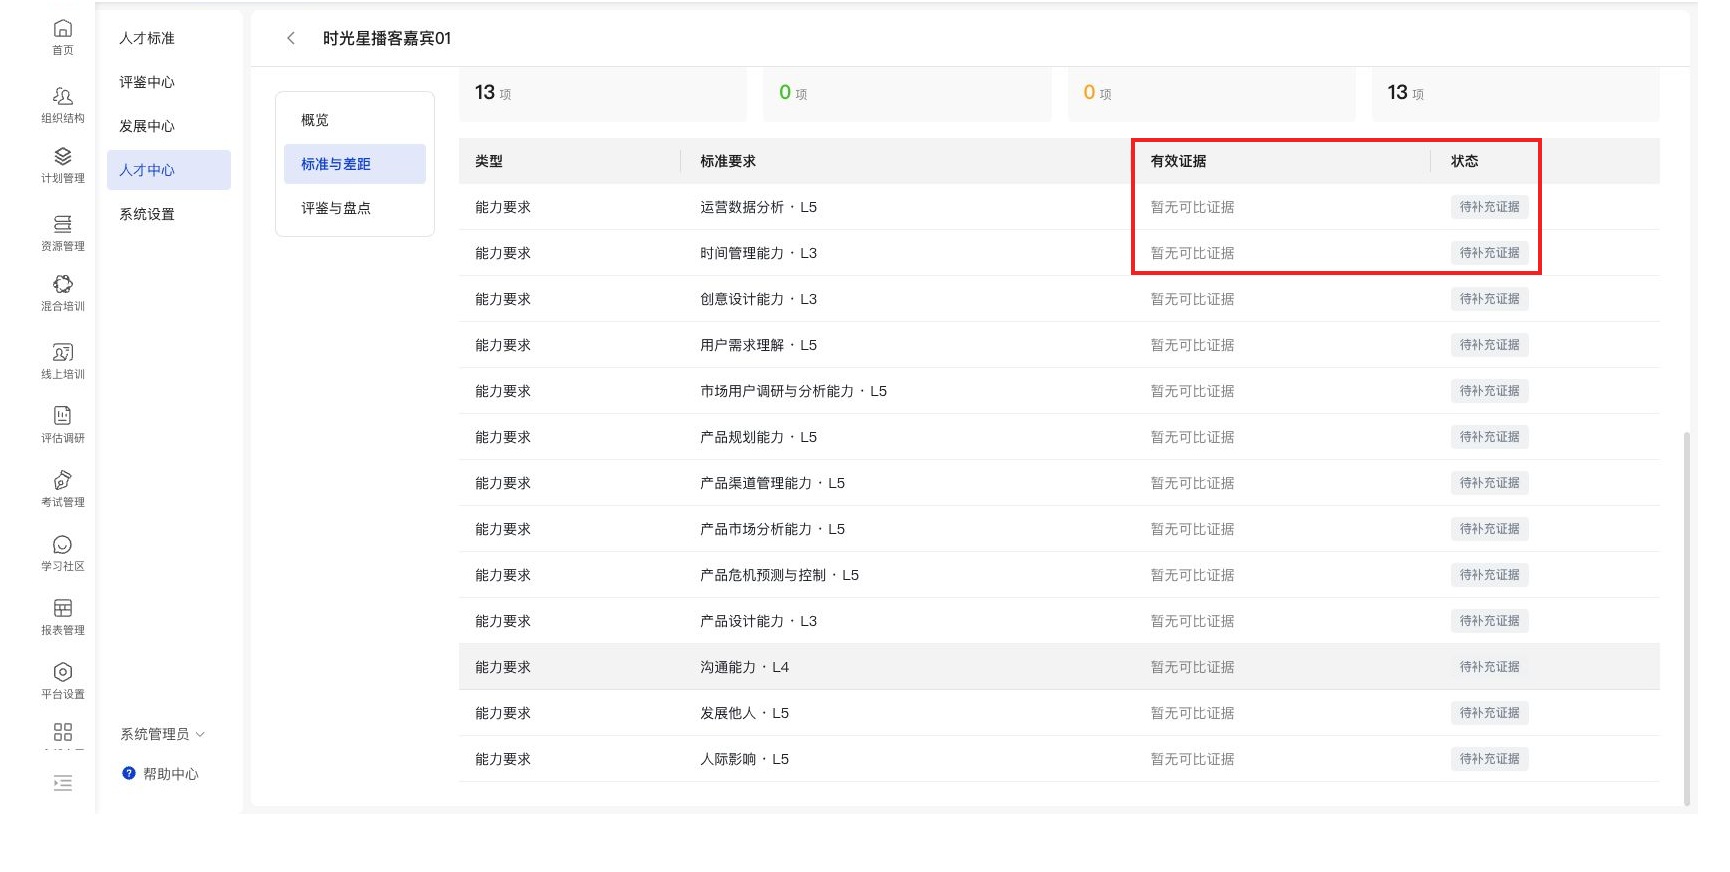 首页
组织结构
计划管理
资源管理
混合培训
线上培训
评估调研
考试管理
学习社区
报表管理
平台设置
人才标准
评鉴中心
发展中心
人才中心
系统设置
系统管理员
? 帮助中心
时光星播客嘉宾01
概览
标准与差距
评鉴与盘点
13 项 0 项 0 项 13 项
类型 标准要求 有效证据 状态
能力要求 运营数据分析 · L5 暂无可比证据 待补充证据
能力要求 时间管理能力 · L3 暂无可比证据 待补充证据
能力要求 创意设计能力 · L3 暂无可比证据 待补充证据
能力要求 用户需求理解 · L5 暂无可比证据 待补充证据
能力要求 市场用户调研与分析能力 · L5 暂无可比证据 待补充证据
能力要求 产品规划能力 · L5 暂无可比证据 待补充证据
能力要求 产品渠道管理能力 · L5 暂无可比证据 待补充证据
能力要求 产品市场分析能力 · L5 暂无可比证据 待补充证据
能力要求 产品危机预测与控制 · L5 暂无可比证据 待补充证据
能力要求 产品设计能力 · L3 暂无可比证据 待补充证据
能力要求 沟通能力 · L4 暂无可比证据 待补充证据
能力要求 发展他人 · L5 暂无可比证据 待补充证据
能力要求 人际影响 · L5 暂无可比证据 待补充证据